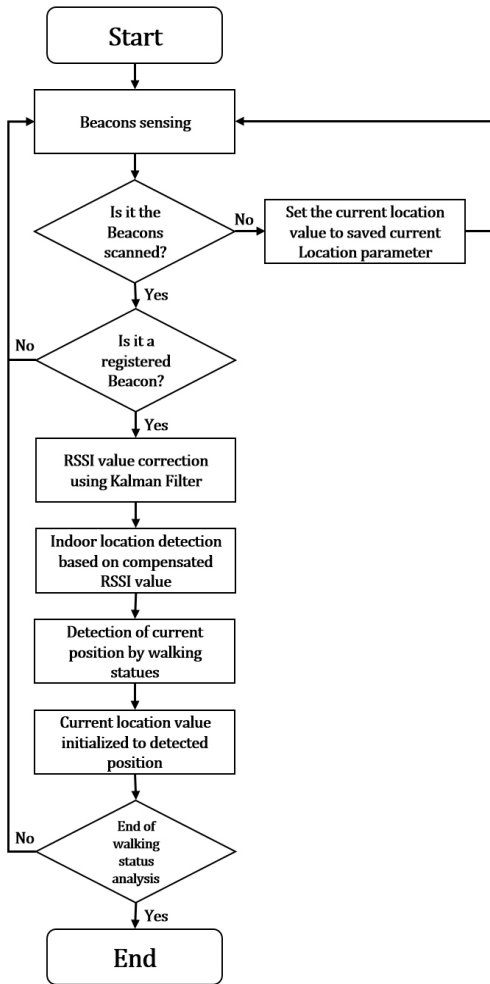 Start
Beacons sensing
Is it the
Beacons
scanned?
No
Set the current location
value to saved current
Location parameter
Yes
No
Is it a
registered
Beacon?
Yes
RSSI value correction
using Kalman Filter
Indoor location detection
based on compensated
RSSI value
Detection of current
position by walking
statues
Current location value
initialized to detected
position
No
End of
walking
status
analysis
Yes
End